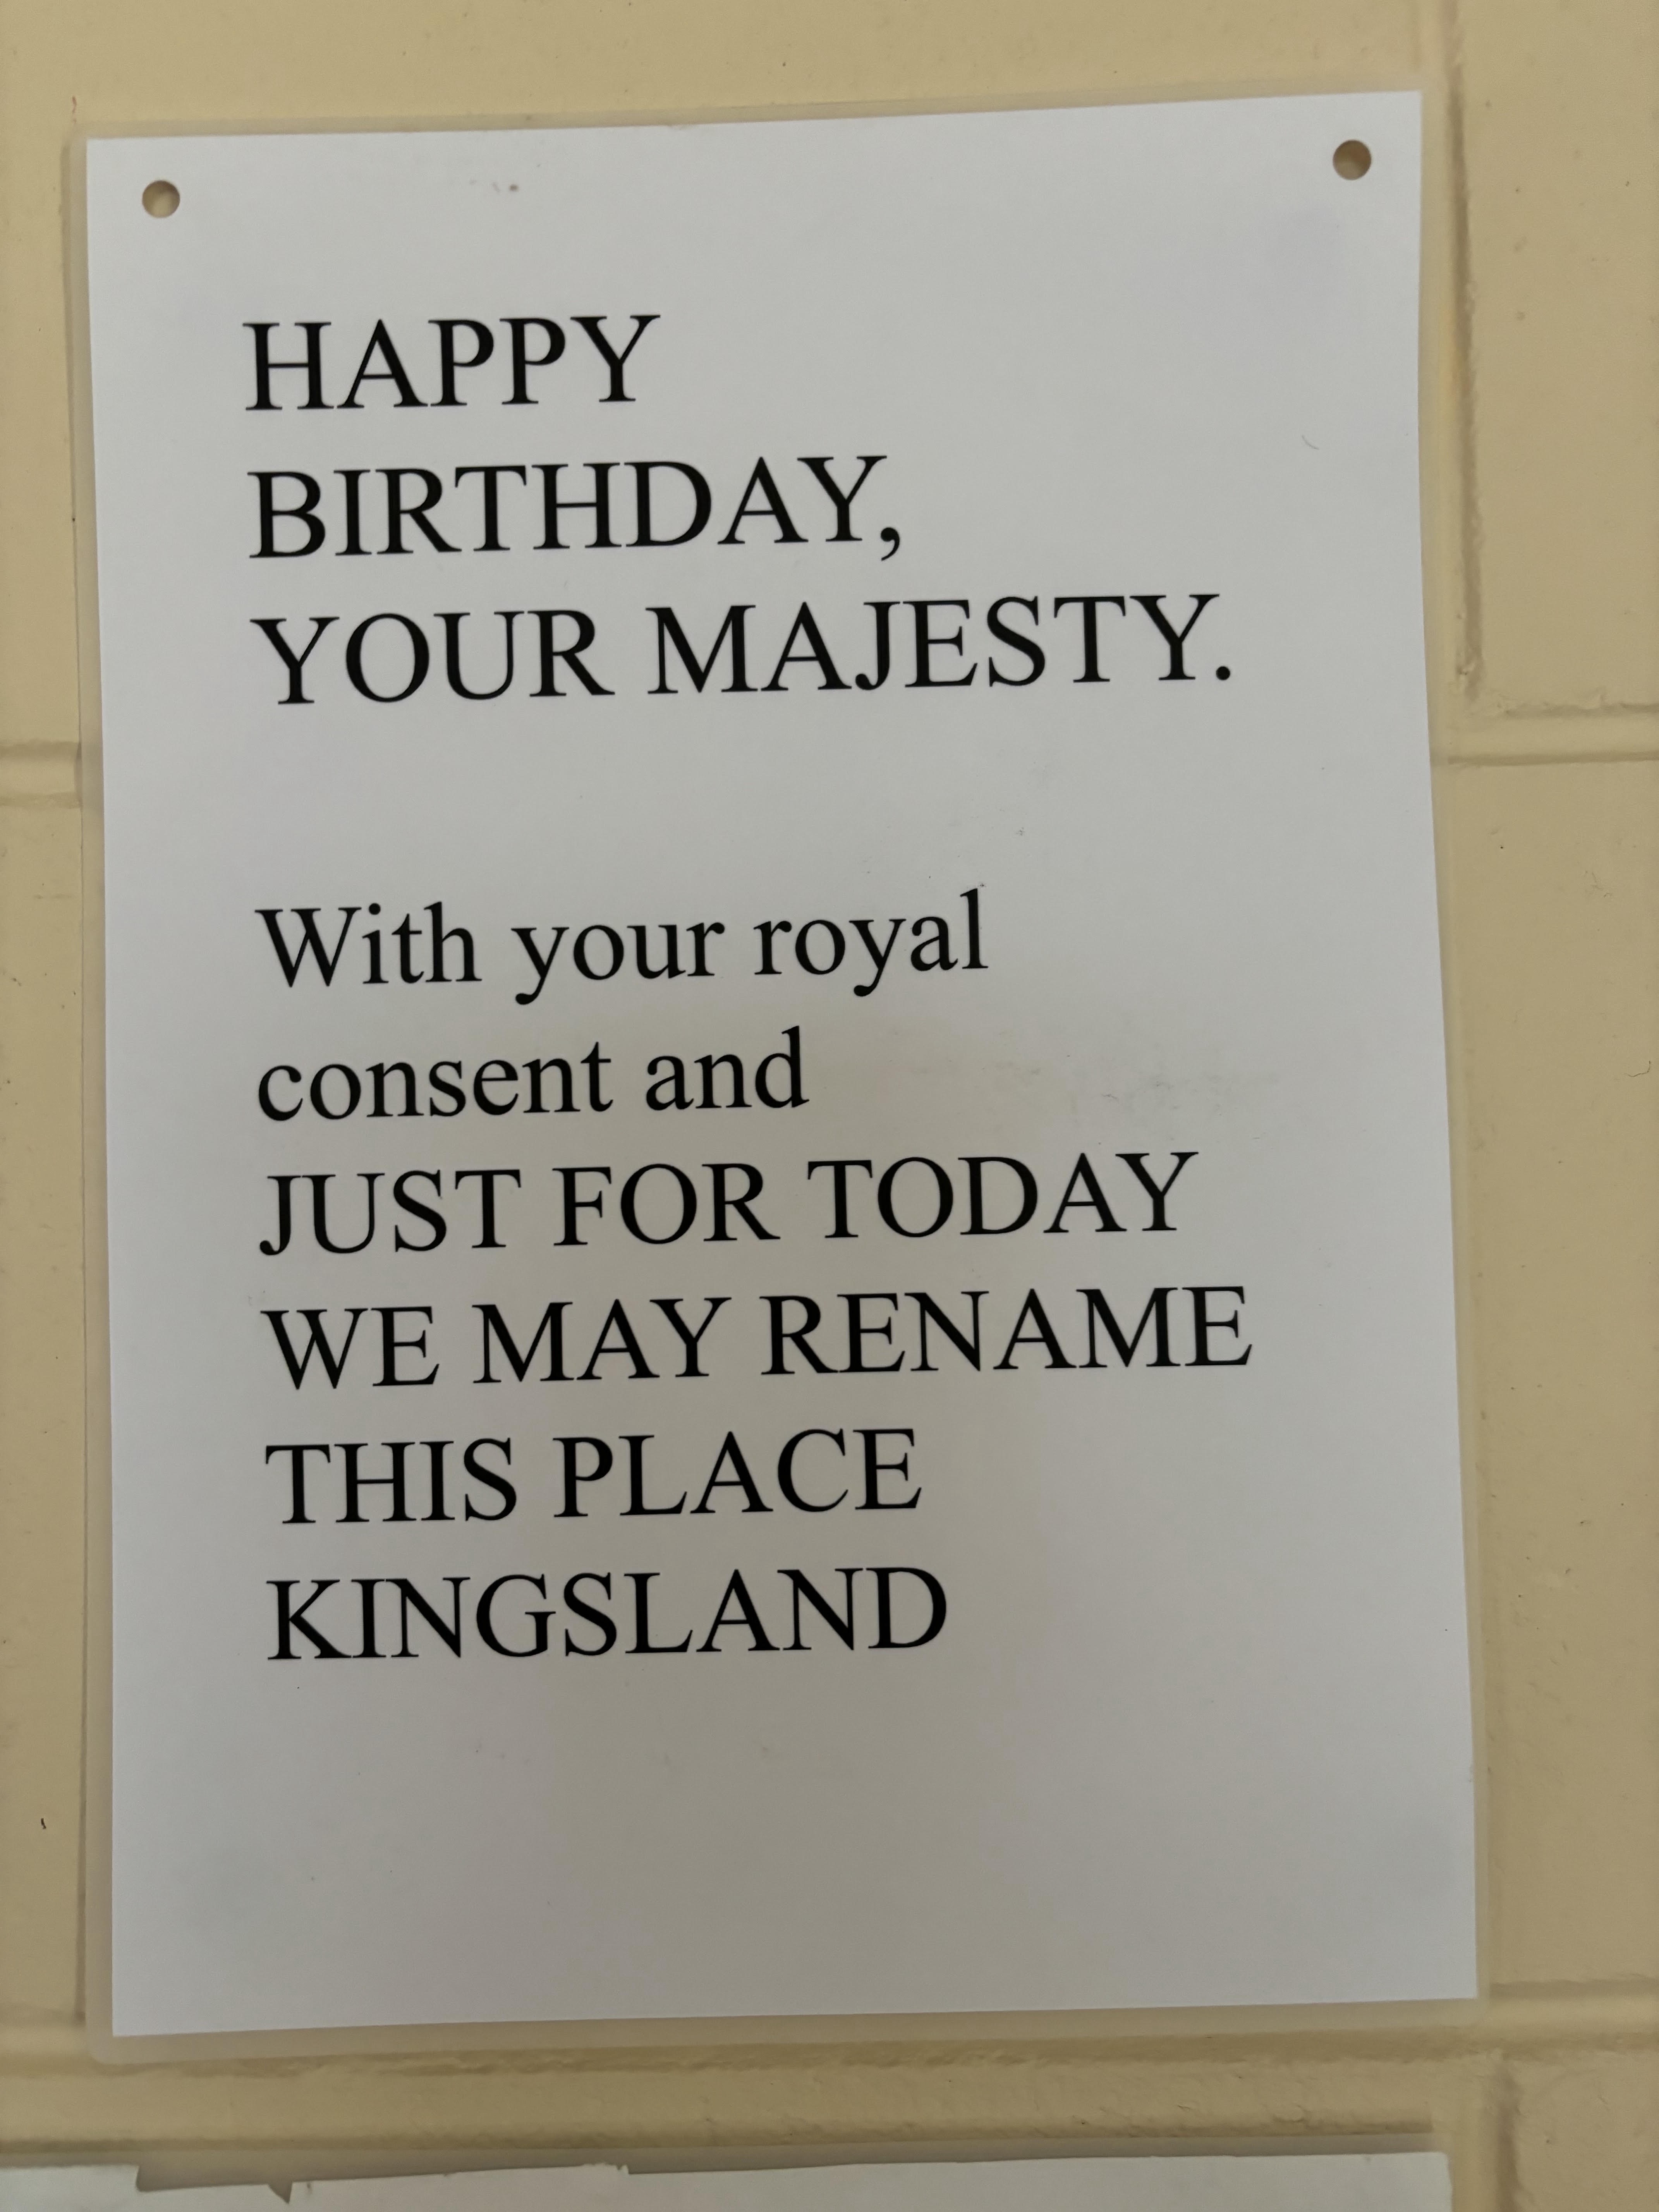 HAPPY
BIRTHDAY,
YOUR MAJESTY.
With your royal
consent and
JUST FOR TODAY
WE MAY RENAME
THIS PLACE
KINGSLAND